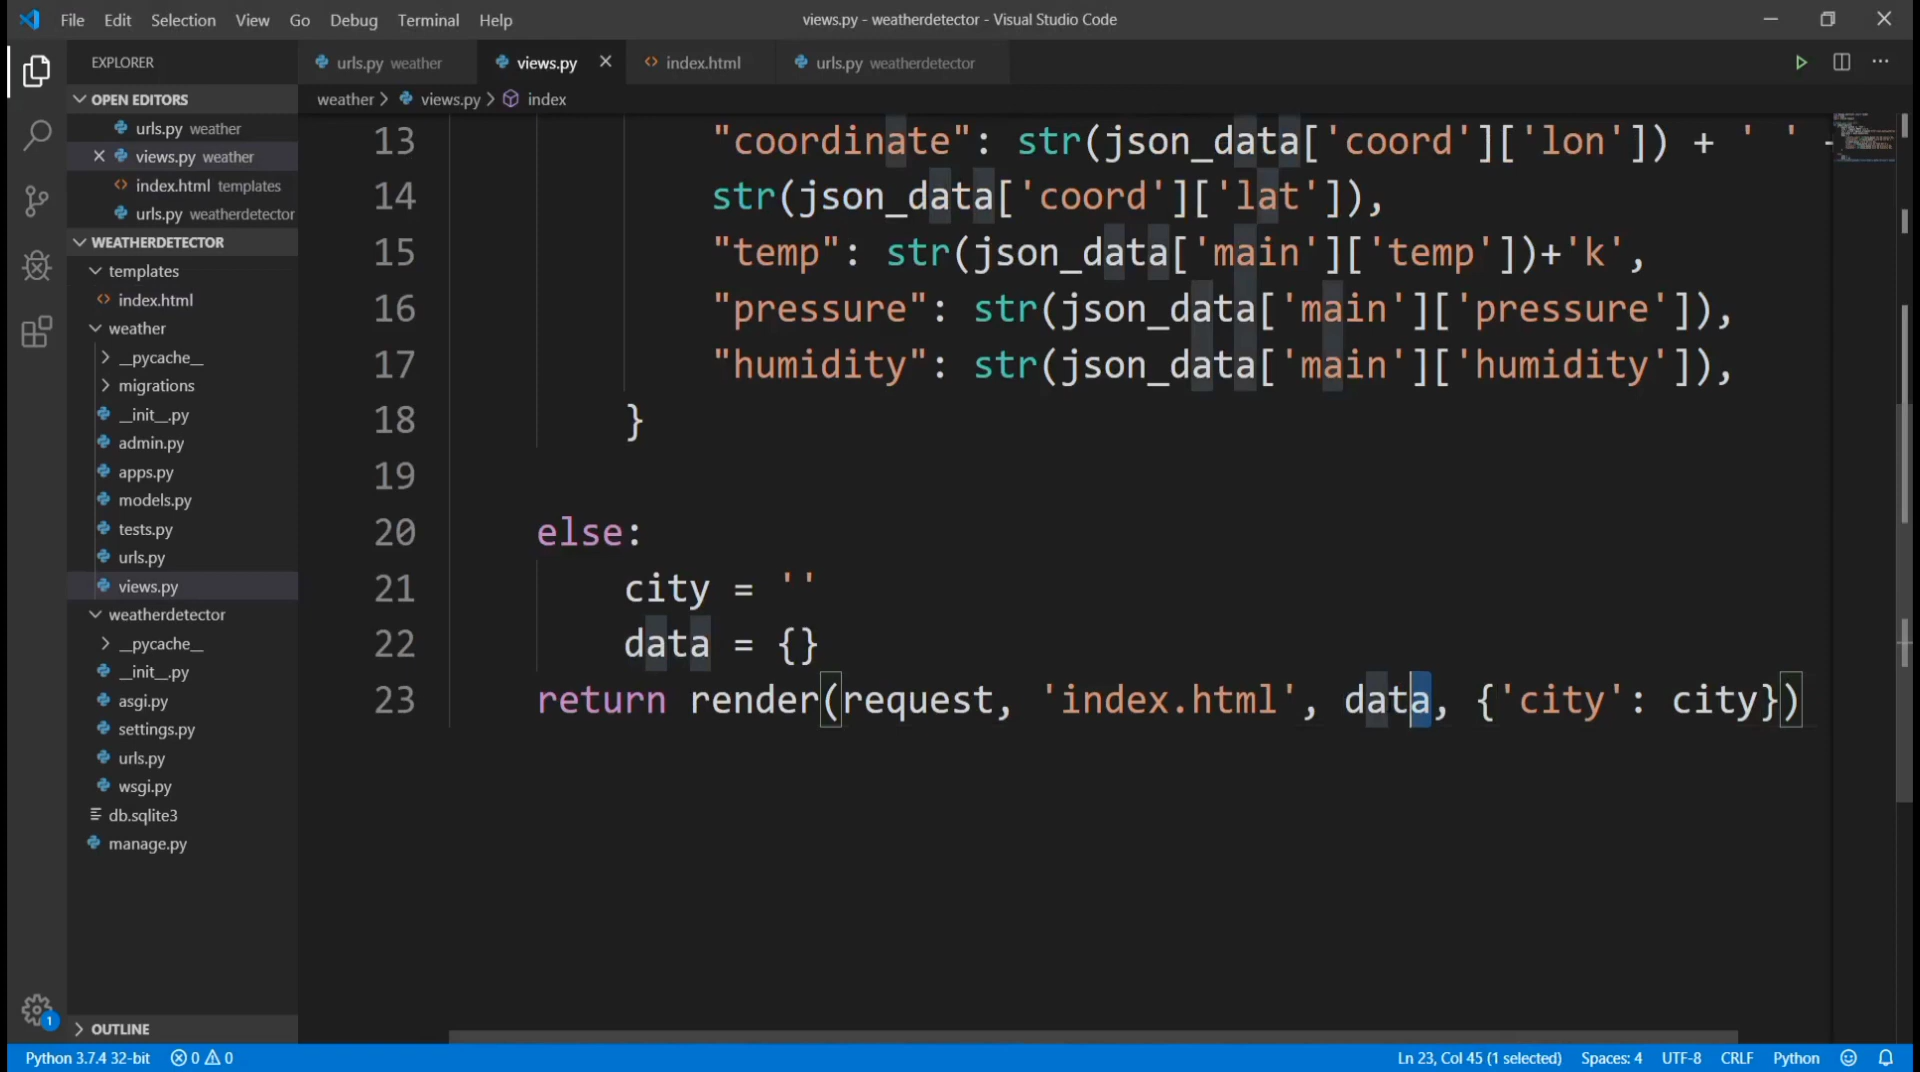 File Edit Selection View Go Debug Terminal Help
views.py - weatherdetector - Visual Studio Code
EXPLORER
urls.py weather
views.py
index.html
urls.py weatherdetector
OPEN EDITORS
weather > views.py > index
urls.py weather
views.py weather
index.html templates
urls.py weatherdetector
WEATHERDETECTOR
templates
index.html
weather
__pycache__
migrations
__init__.py
admin.py
apps.py
models.py
tests.py
urls.py
views.py
weatherdetector
__pycache__
__init__.py
asgi.py
settings.py
urls.py
wsgi.py
db.sqlite3
manage.py
OUTLINE
13 "coordinate": str(json_data['coord']['lon']) + ' ' +
14 str(json_data['coord']['lat']),
15 "temp": str(json_data['main']['temp'])+'k',
16 "pressure": str(json_data['main']['pressure']),
17 "humidity": str(json_data['main']['humidity']),
18 }
19
20 else:
21 city = ''
22 data = {}
23 return render(request, 'index.html', data, {'city': city})
1
Python 3.7.4 32-bit 0 0
Ln 23, Col 45 (1 selected) Spaces: 4 UTF-8 CRLF Python